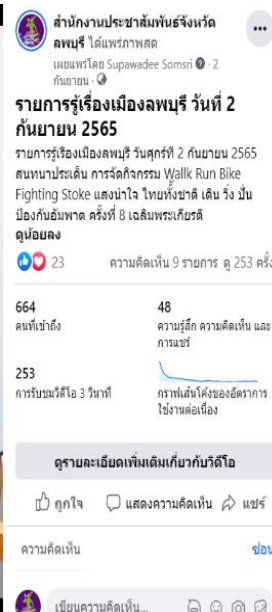 สำนักงานประชาสัมพันธ์จังหวัด
ลพบุรี ได้แพร่ภาพสด
เผยแพร่โดย Supawadee Somsri · 2
กันยายน ·
รายการรู้เรื่องเมืองลพบุรี วันที่ 2
กันยายน 2565
รายการรู้เรื่องเมืองลพบุรี วันศุกร์ที่ 2 กันยายน 2565
สนทนาประเด็น การจัดกิจกรรม Wallk Run Bike
Fighting Stoke แสงนำใจ ไทยทั้งชาติ เดิน วิ่ง ปั่น
ป้องกันอัมพาต ครั้งที่ 8 เฉลิมพระเกียรติ
ดูน้อยลง
23 ความคิดเห็น 9 รายการ ดู 253 ครั้ง
664 48
คนที่เข้าถึง ความรู้สึก ความคิดเห็น และ
การแชร์
253
การรับชมวิดีโอ 3 วินาที กราฟเส้นโค้งของอัตราการ
ใช้งานต่อเนื่อง
ดูรายละเอียดเพิ่มเติมเกี่ยวกับวิดีโอ
ถูกใจ แสดงความคิดเห็น แชร์
ความคิดเห็น ซ่อน
เขียนความคิดเห็น...